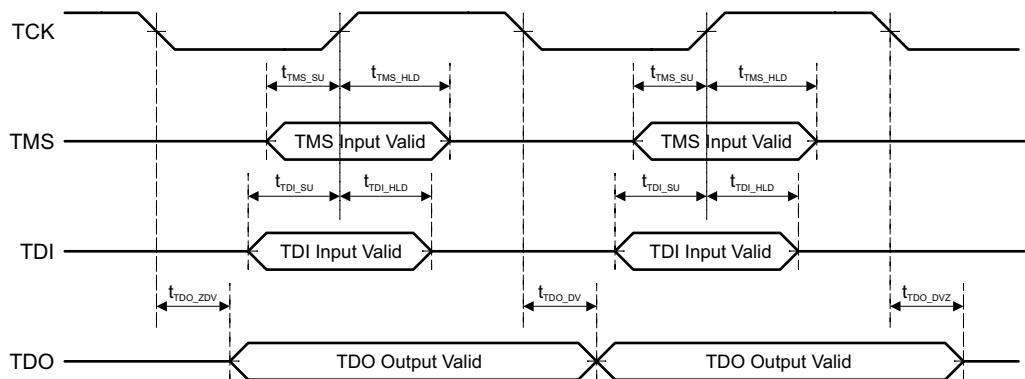 TCK
tTMS_SU tTMS_HLD tTMS_SU tTMS_HLD
TMS TMS Input Valid TMS Input Valid
tTDI_SU tTDI_HLD tTDI_SU tTDI_HLD
TDI TDI Input Valid TDI Input Valid
tTDO_ZDV tTDO_DV tTDO_DVZ
TDO TDO Output Valid TDO Output Valid